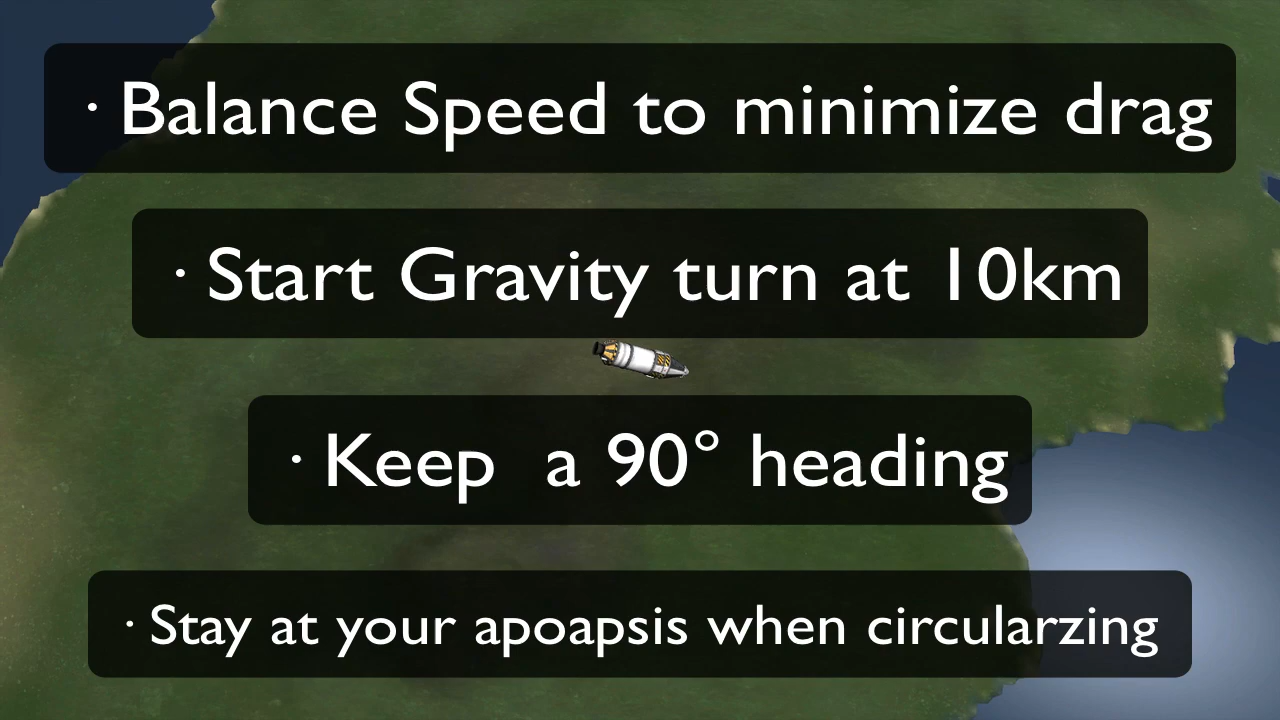 · Balance Speed to minimize drag
· Start Gravity turn at 10km
· Keep  a 90° heading
· Stay at your apoapsis when circularzing